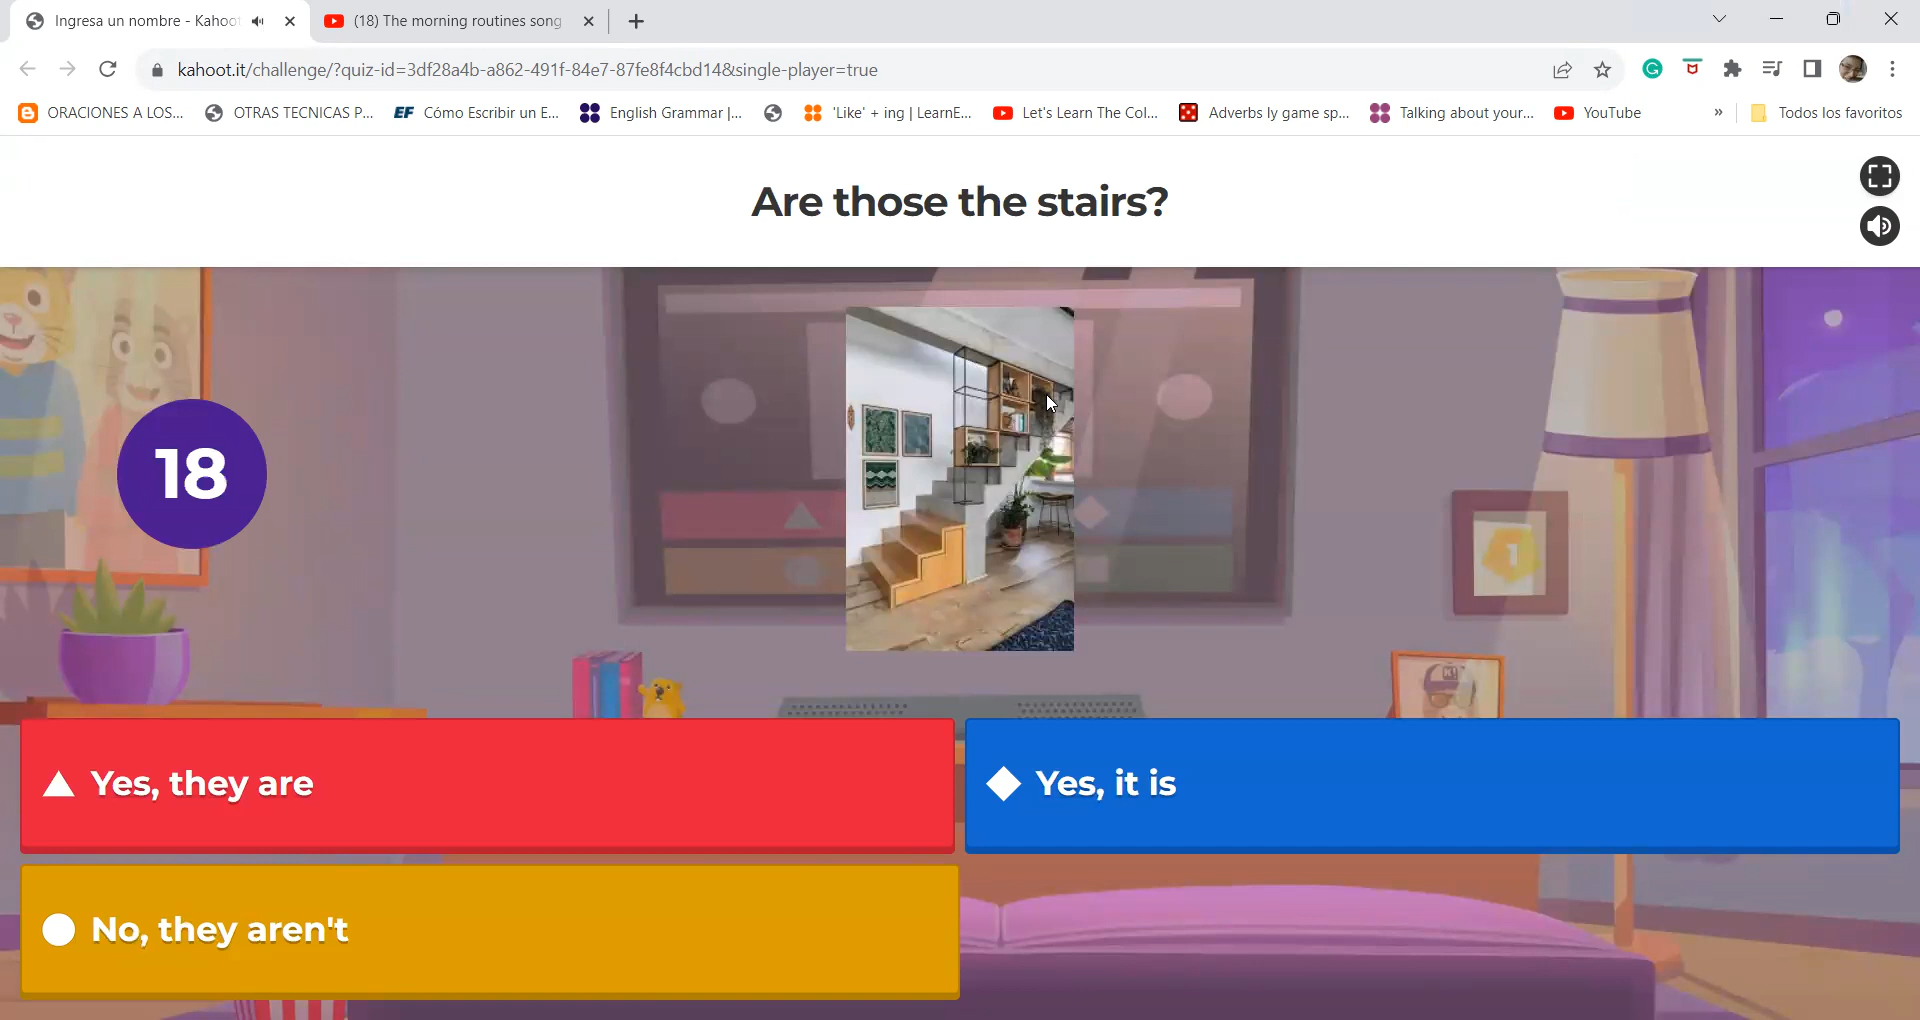 Ingresa un nombre - Kahoo
(18) The morning routines song
kahoot.it/challenge/?quiz-id=3df28a4b-a862-491f-84e7-87fe8f4cbd14&single-player=true
ORACIONES A LOS...
OTRAS TECNICAS P...
EF Cómo Escribir un E...
English Grammar |...
'Like' + ing | LearnE...
Let's Learn The Col...
Adverbs ly game sp...
Talking about your...
YouTube
»
Todos los favoritos
Are those the stairs?
18
1
K!
Yes, they are
Yes, it is
No, they aren't